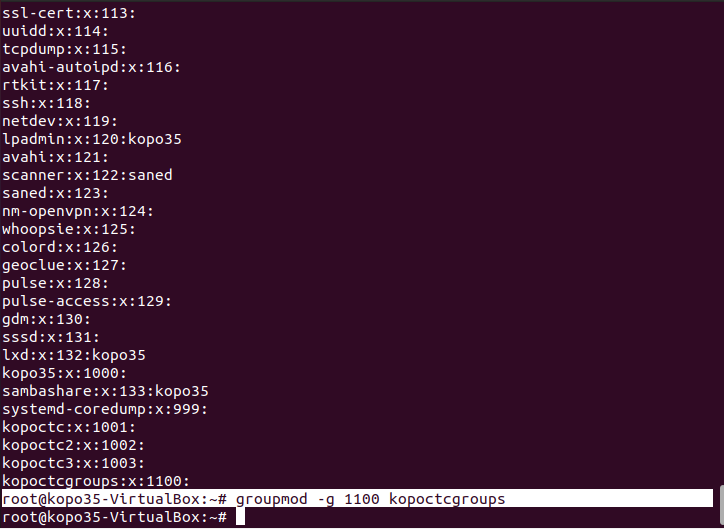 ssl-cert:x:113:
uuidd:x:114:
tcpdump:x:115:
avahi-autoipd:x:116:
rtkit:x:117:
ssh:x:118:
netdev:x:119:
lpadmin:x:120:kopo35
avahi:x:121:
scanner:x:122:saned
saned:x:123:
nm-openvpn:x:124:
whoopsie:x:125:
colord:x:126:
geoclue:x:127:
pulse:x:128:
pulse-access:x:129:
gdm:x:130:
sssd:x:131:
lxd:x:132:kopo35
kopo35:x:1000:
sambashare:x:133:kopo35
systemd-coredump:x:999:
kopoctc:x:1001:
kopoctc2:x:1002:
kopoctc3:x:1003:
kopoctcgroups:x:1100:
root@kopo35-VirtualBox:~# groupmod -g 1100 kopoctcgroups
root@kopo35-VirtualBox:~#